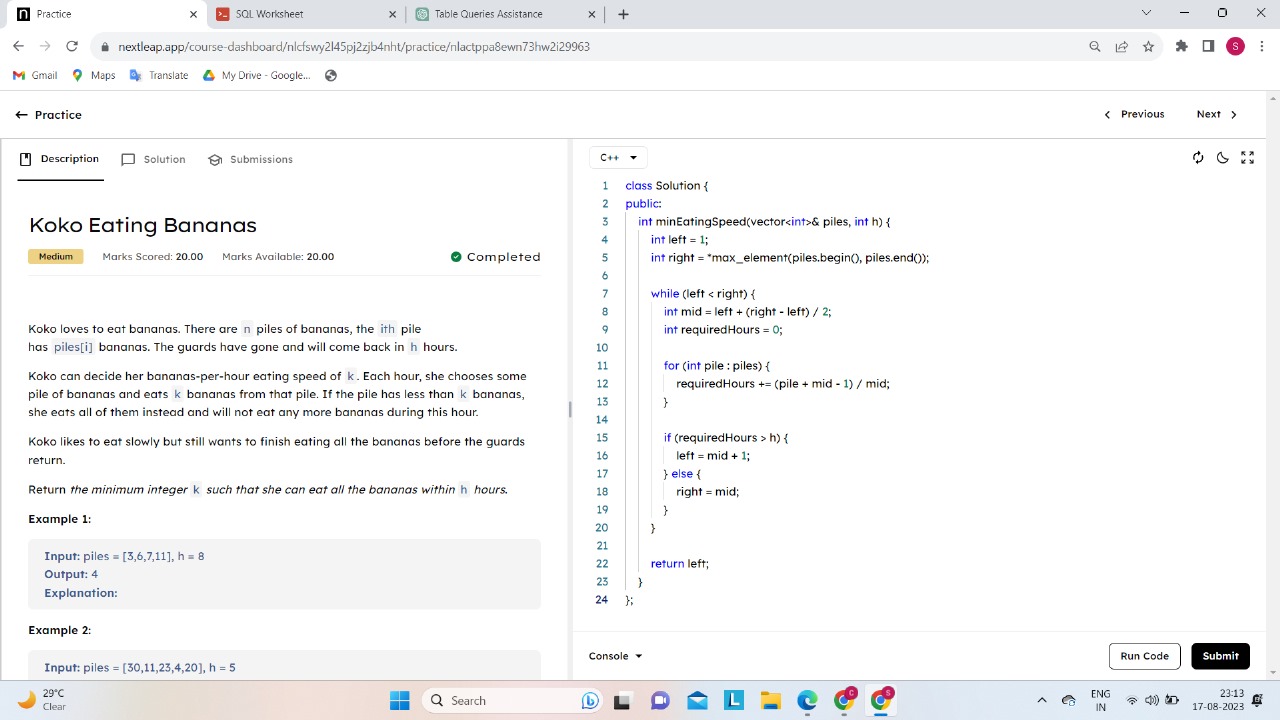 Practice
SQL Worksheet
Table Queries Assistance
nextleap.app/course-dashboard/nlcfswy2l45pj2zjb4nht/practice/nlactppa8ewn73hw2i29963
S
Gmail
Maps
Translate
My Drive - Google...
Practice
Previous
Next
Description
Solution
Submissions
Koko Eating Bananas
Medium
Marks Scored: 20.00
Marks Available: 20.00
Completed
Koko loves to eat bananas. There are n piles of bananas, the ith pile
has piles[i] bananas. The guards have gone and will come back in h hours.
Koko can decide her bananas-per-hour eating speed of k. Each hour, she chooses some
pile of bananas and eats k bananas from that pile. If the pile has less than k bananas,
she eats all of them instead and will not eat any more bananas during this hour.
Koko likes to eat slowly but still wants to finish eating all the bananas before the guards
return.
Return the minimum integer k such that she can eat all the bananas within h hours.
Example 1:
Input: piles = [3,6,7,11], h = 8
Output: 4
Explanation:
Example 2:
Input: piles = [30,11,23,4,20], h = 5
C++
1 class Solution {
2 public:
3 int minEatingSpeed(vector<int>& piles, int h) {
4 int left = 1;
5 int right = *max_element(piles.begin(), piles.end());
6
7 while (left < right) {
8 int mid = left + (right - left) / 2;
9 int requiredHours = 0;
10
11 for (int pile : piles) {
12 requiredHours += (pile + mid - 1) / mid;
13 }
14
15 if (requiredHours > h) {
16 left = mid + 1;
17 } else {
18 right = mid;
19 }
20 }
21
22 return left;
23 }
24 };
Console
Run Code
Submit
29°C
Clear
Search
L
C
S
ENG
IN
23:13
17-08-2023